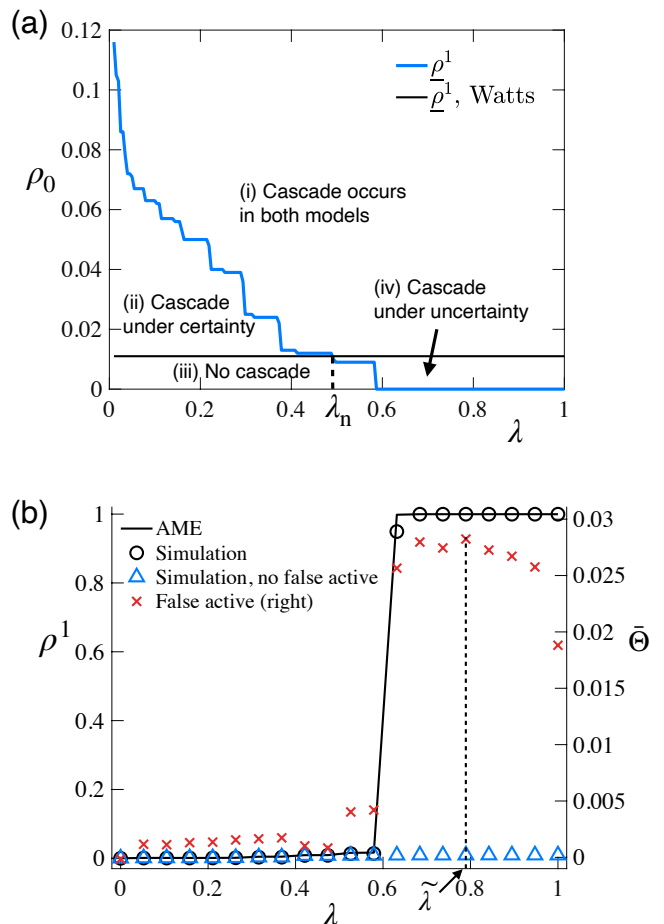 (a)
0.12
0.1
0.08
ρ₀
0.06
0.04
0.02
0
ρ̲¹
ρ̲¹, Watts
(i) Cascade occurs
in both models
(ii) Cascade
under certainty
(iv) Cascade
under uncertainty
(iii) No cascade
0 0.2 0.4 0.6 0.8 1
λₙ
λ
(b)
1
0.8
0.6
0.4
0.2
0
ρ¹
AME
Simulation
Simulation, no false active
False active (right)
0.03
0.025
0.02
0.015
0.01
0.005
0
Θ̄
0 0.2 0.4 0.6 0.8 1
λ
λ̃